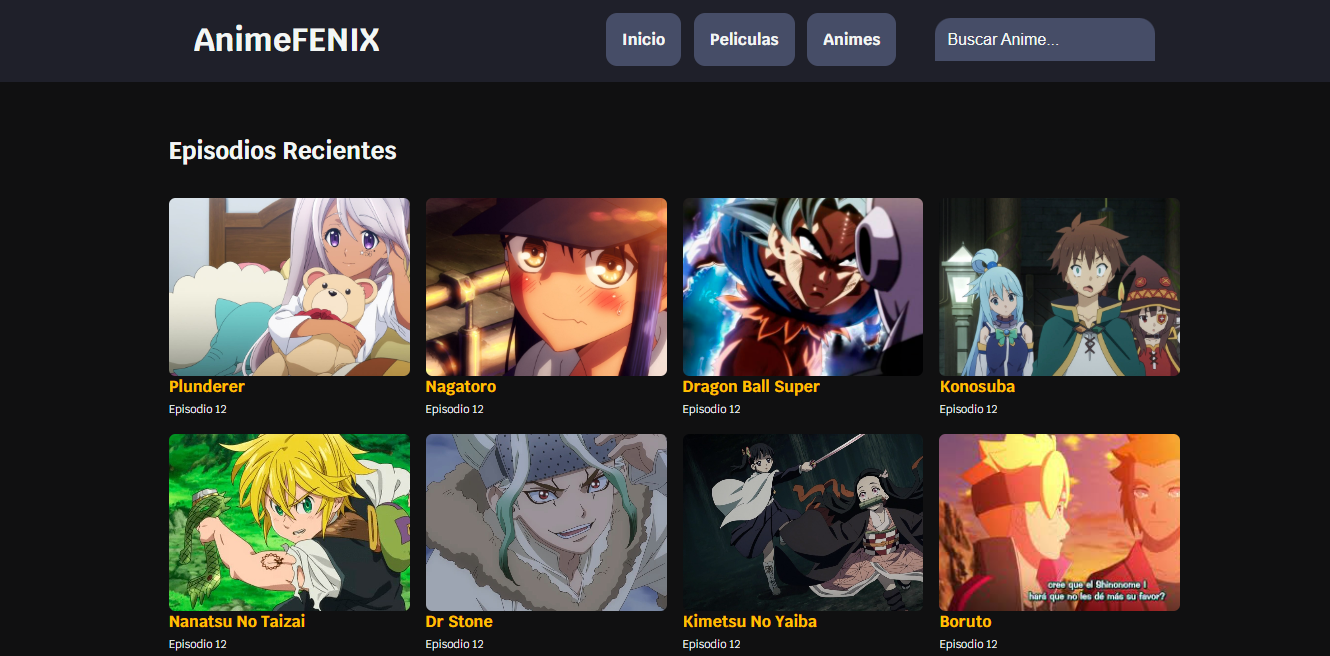 AnimeFENIX
Inicio
Peliculas
Animes
Buscar Anime...
Episodios Recientes
Plunderer
Episodio 12
Nagatoro
Episodio 12
Dragon Ball Super
Episodio 12
Konosuba
Episodio 12
cree que el Shinonome I
hará que no les dé más su favor?
Nanatsu No Taizai
Episodio 12
Dr Stone
Episodio 12
Kimetsu No Yaiba
Episodio 12
Boruto
Episodio 12